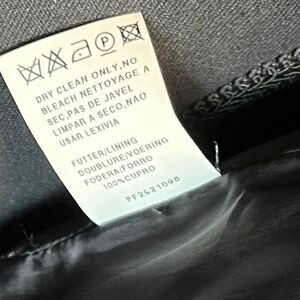 P
DRY CLEAN ONLY,NO
BLEACH NETTOYAGE A
SEC,PAS DE JAVEL
LIMPAR A SECO,NAO
USAR LEXIVIA
FUTTER/LINING
DOUBLURE/VOERING
FODERA/FORRO
100%CUPRO
PF2621098